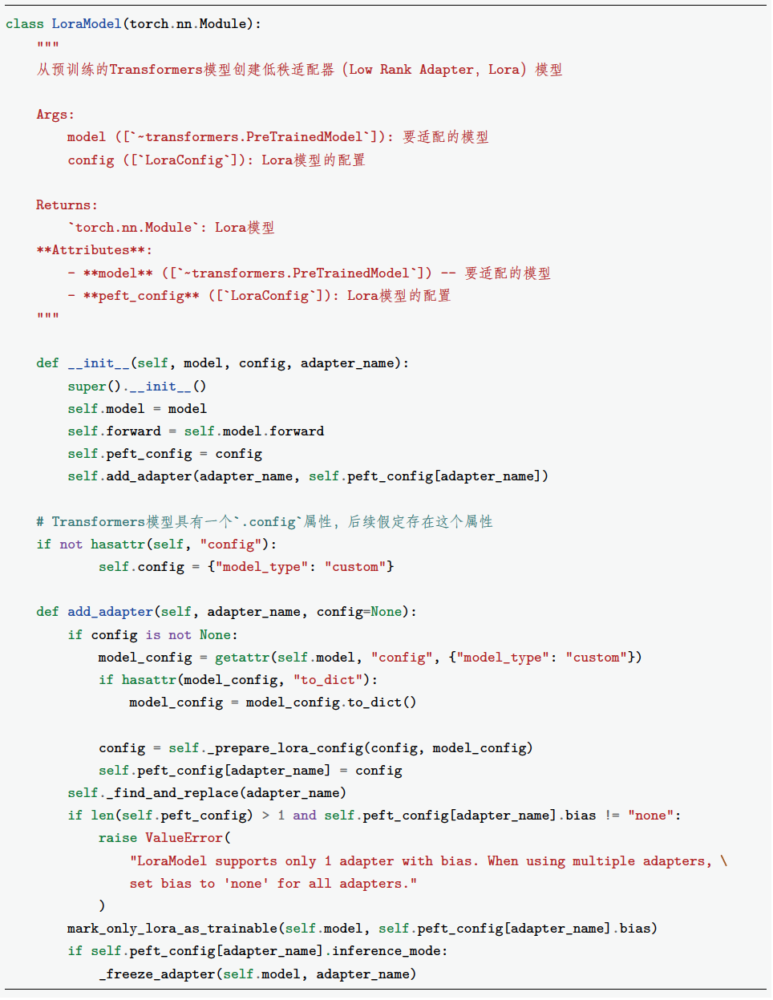 class LoraModel(torch.nn.Module):
    """
    从预训练的Transformers模型创建低秩适配器（Low Rank Adapter，Lora）模型

    Args:
        model ([`~transformers.PreTrainedModel`]): 要适配的模型
        config ([`LoraConfig`]): Lora模型的配置

    Returns:
        `torch.nn.Module`: Lora模型
    **Attributes**:
        - **model** ([`~transformers.PreTrainedModel`]) -- 要适配的模型
        - **peft_config** ([`LoraConfig`]): Lora模型的配置
    """

    def __init__(self, model, config, adapter_name):
        super().__init__()
        self.model = model
        self.forward = self.model.forward
        self.peft_config = config
        self.add_adapter(adapter_name, self.peft_config[adapter_name])

    # Transformers模型具有一个`.config`属性，后续假定存在这个属性
    if not hasattr(self, "config"):
            self.config = {"model_type": "custom"}

    def add_adapter(self, adapter_name, config=None):
        if config is not None:
            model_config = getattr(self.model, "config", {"model_type": "custom"})
            if hasattr(model_config, "to_dict"):
                model_config = model_config.to_dict()

            config = self._prepare_lora_config(config, model_config)
            self.peft_config[adapter_name] = config
        self._find_and_replace(adapter_name)
        if len(self.peft_config) > 1 and self.peft_config[adapter_name].bias != "none":
            raise ValueError(
                "LoraModel supports only 1 adapter with bias. When using multiple adapters, \
                set bias to 'none' for all adapters."
            )
        mark_only_lora_as_trainable(self.model, self.peft_config[adapter_name].bias)
        if self.peft_config[adapter_name].inference_mode:
            _freeze_adapter(self.model, adapter_name)